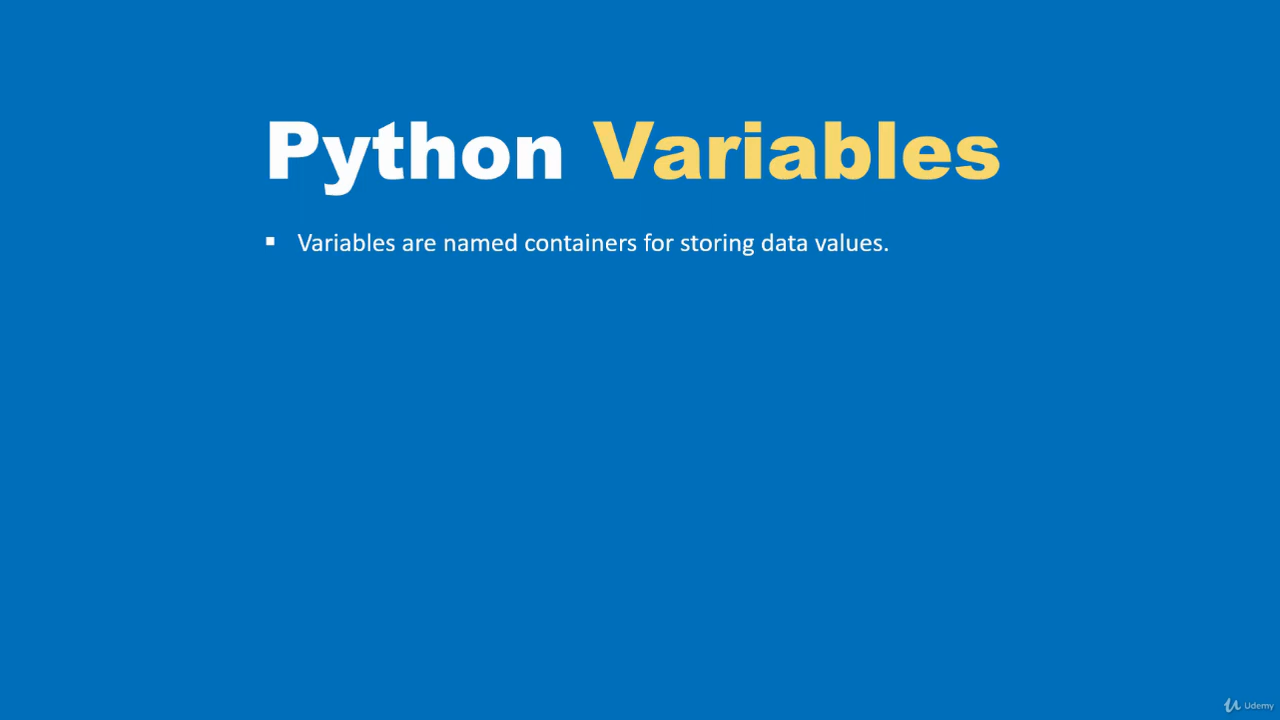 Python Variables
▪ Variables are named containers for storing data values.
Udemy